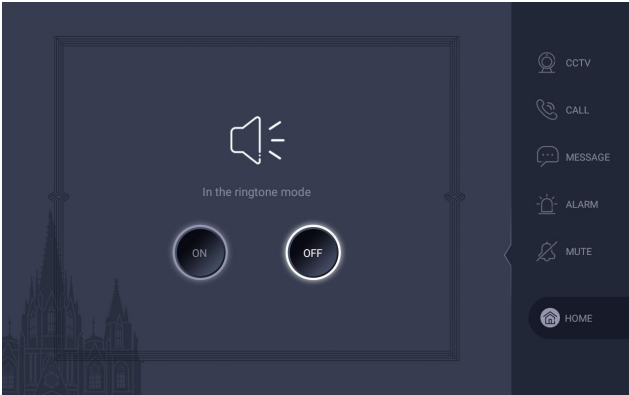 In the ringtone mode
ON
OFF
CCTV
CALL
MESSAGE
ALARM
MUTE
HOME